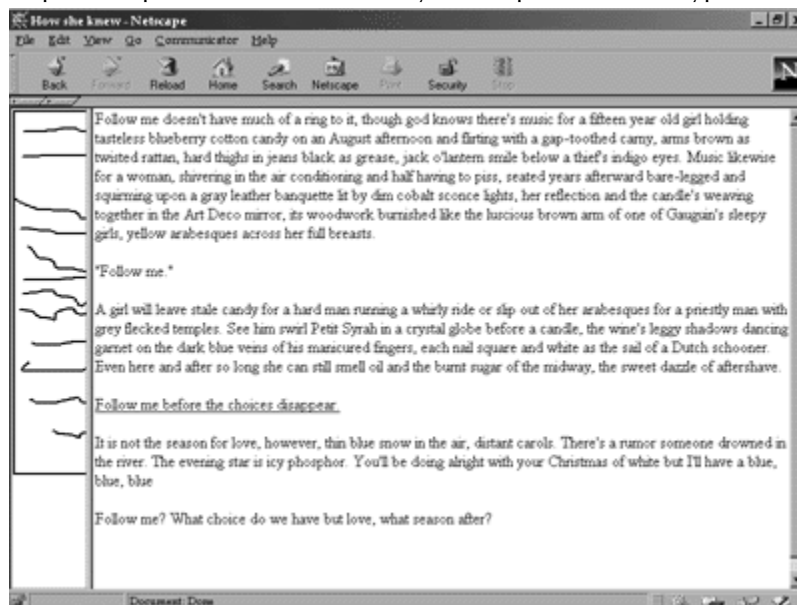 How she knew - Netscape
File Edit View Go Communicator Help
Back Forward Reload Home Search Netscape Print Security Stop
N
Follow me doesn't have much of a ring to it, though god knows there's music for a fifteen year old girl holding
tasteless blueberry cotton candy on an August afternoon and flirting with a gap-toothed carny, arms brown as
twisted rattan, hard thighs in jeans black as grease, jack o'lantern smile below a thief's indigo eyes. Music likewise
for a woman, shivering in the air conditioning and half having to piss, seated years afterward bare-legged and
squirming upon a gray leather banquette lit by dim cobalt sconce lights, her reflection and the candle's weaving
together in the Art Deco mirror, its woodwork burnished like the luscious brown arm of one of Gauguin's sleepy
girls, yellow arabesques across her full breasts.
"Follow me."
A girl will leave stale candy for a hard man running a whirly ride or slip out of her arabesques for a priestly man with
grey flecked temples. See him swirl Petit Syrah in a crystal globe before a candle, the wine's leggy shadows dancing
garnet on the dark blue veins of his manicured fingers, each nail square and white as the sail of a Dutch schooner.
Even here and after so long she can still smell oil and the burnt sugar of the midway, the sweet dazzle of aftershave.
Follow me before the choices disappear.
It is not the season for love, however, thin blue snow in the air, distant carols. There's a rumor someone drowned in
the river. The evening star is icy phosphor. You'll be doing alright with your Christmas of white but I'll have a blue,
blue, blue
Follow me? What choice do we have but love, what season after?
Document: Done